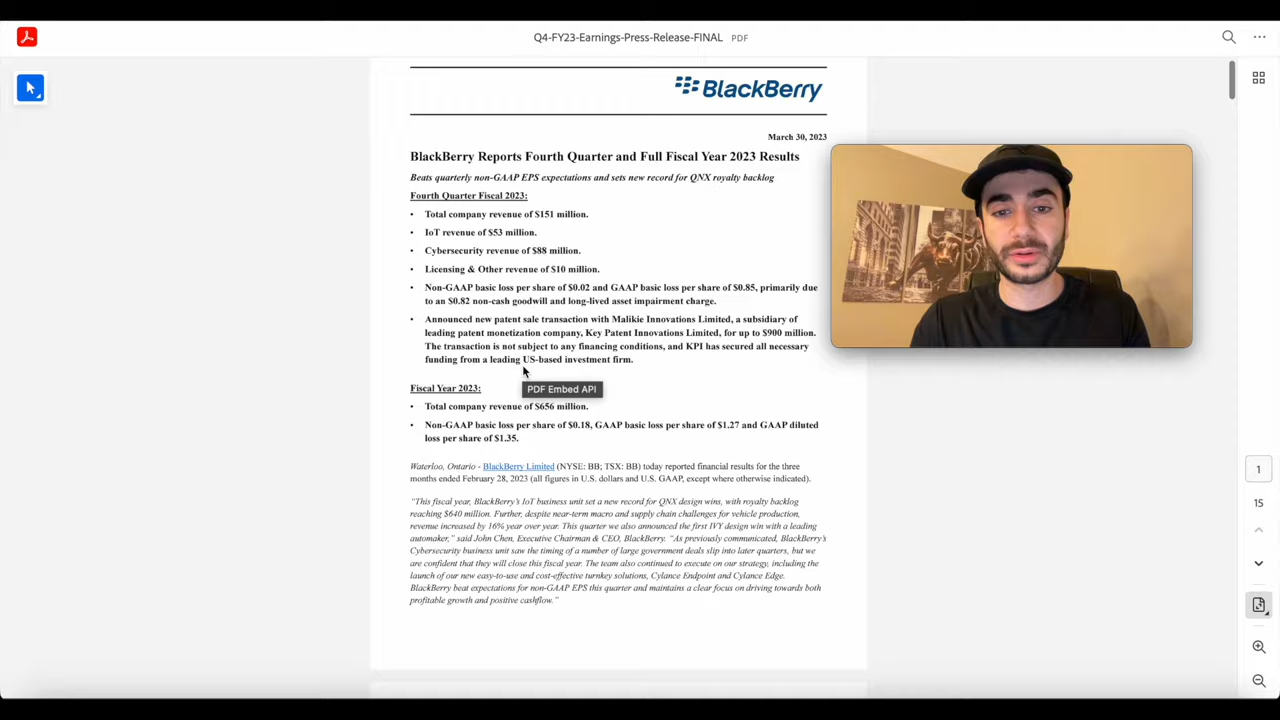 Q4-FY23-Earnings-Press-Release-FINAL PDF
BlackBerry
March 30, 2023
BlackBerry Reports Fourth Quarter and Full Fiscal Year 2023 Results
Beats quarterly non-GAAP EPS expectations and sets new record for QNX royalty backlog
Fourth Quarter Fiscal 2023:
• Total company revenue of $151 million.
• IoT revenue of $53 million.
• Cybersecurity revenue of $88 million.
• Licensing & Other revenue of $10 million.
• Non-GAAP basic loss per share of $0.02 and GAAP basic loss per share of $0.85, primarily due
to an $0.82 non-cash goodwill and long-lived asset impairment charge.
• Announced new patent sale transaction with Malikie Innovations Limited, a subsidiary of
leading patent monetization company, Key Patent Innovations Limited, for up to $900 million.
The transaction is not subject to any financing conditions, and KPI has secured all necessary
funding from a leading US-based investment firm.
PDF Embed API
Fiscal Year 2023:
• Total company revenue of $656 million.
• Non-GAAP basic loss per share of $0.18, GAAP basic loss per share of $1.27 and GAAP diluted
loss per share of $1.35.
Waterloo, Ontario - BlackBerry Limited (NYSE: BB; TSX: BB) today reported financial results for the three
months ended February 28, 2023 (all figures in U.S. dollars and U.S. GAAP, except where otherwise indicated).
"This fiscal year, BlackBerry's IoT business unit set a new record for QNX design wins, with royalty backlog
reaching $640 million. Further, despite near-term macro and supply chain challenges for vehicle production,
revenue increased by 16% year over year. This quarter we also announced the first IVY design win with a leading
automaker," said John Chen, Executive Chairman & CEO, BlackBerry. "As previously communicated, BlackBerry's
Cybersecurity business unit saw the timing of a number of large government deals slip into later quarters, but we
are confident that they will close this fiscal year. The team also continued to execute on our strategy, including the
launch of our new easy-to-use and cost-effective turnkey solutions, Cylance Endpoint and Cylance Edge.
BlackBerry beat expectations for non-GAAP EPS this quarter and maintains a clear focus on driving towards both
profitable growth and positive cashflow."
1
15